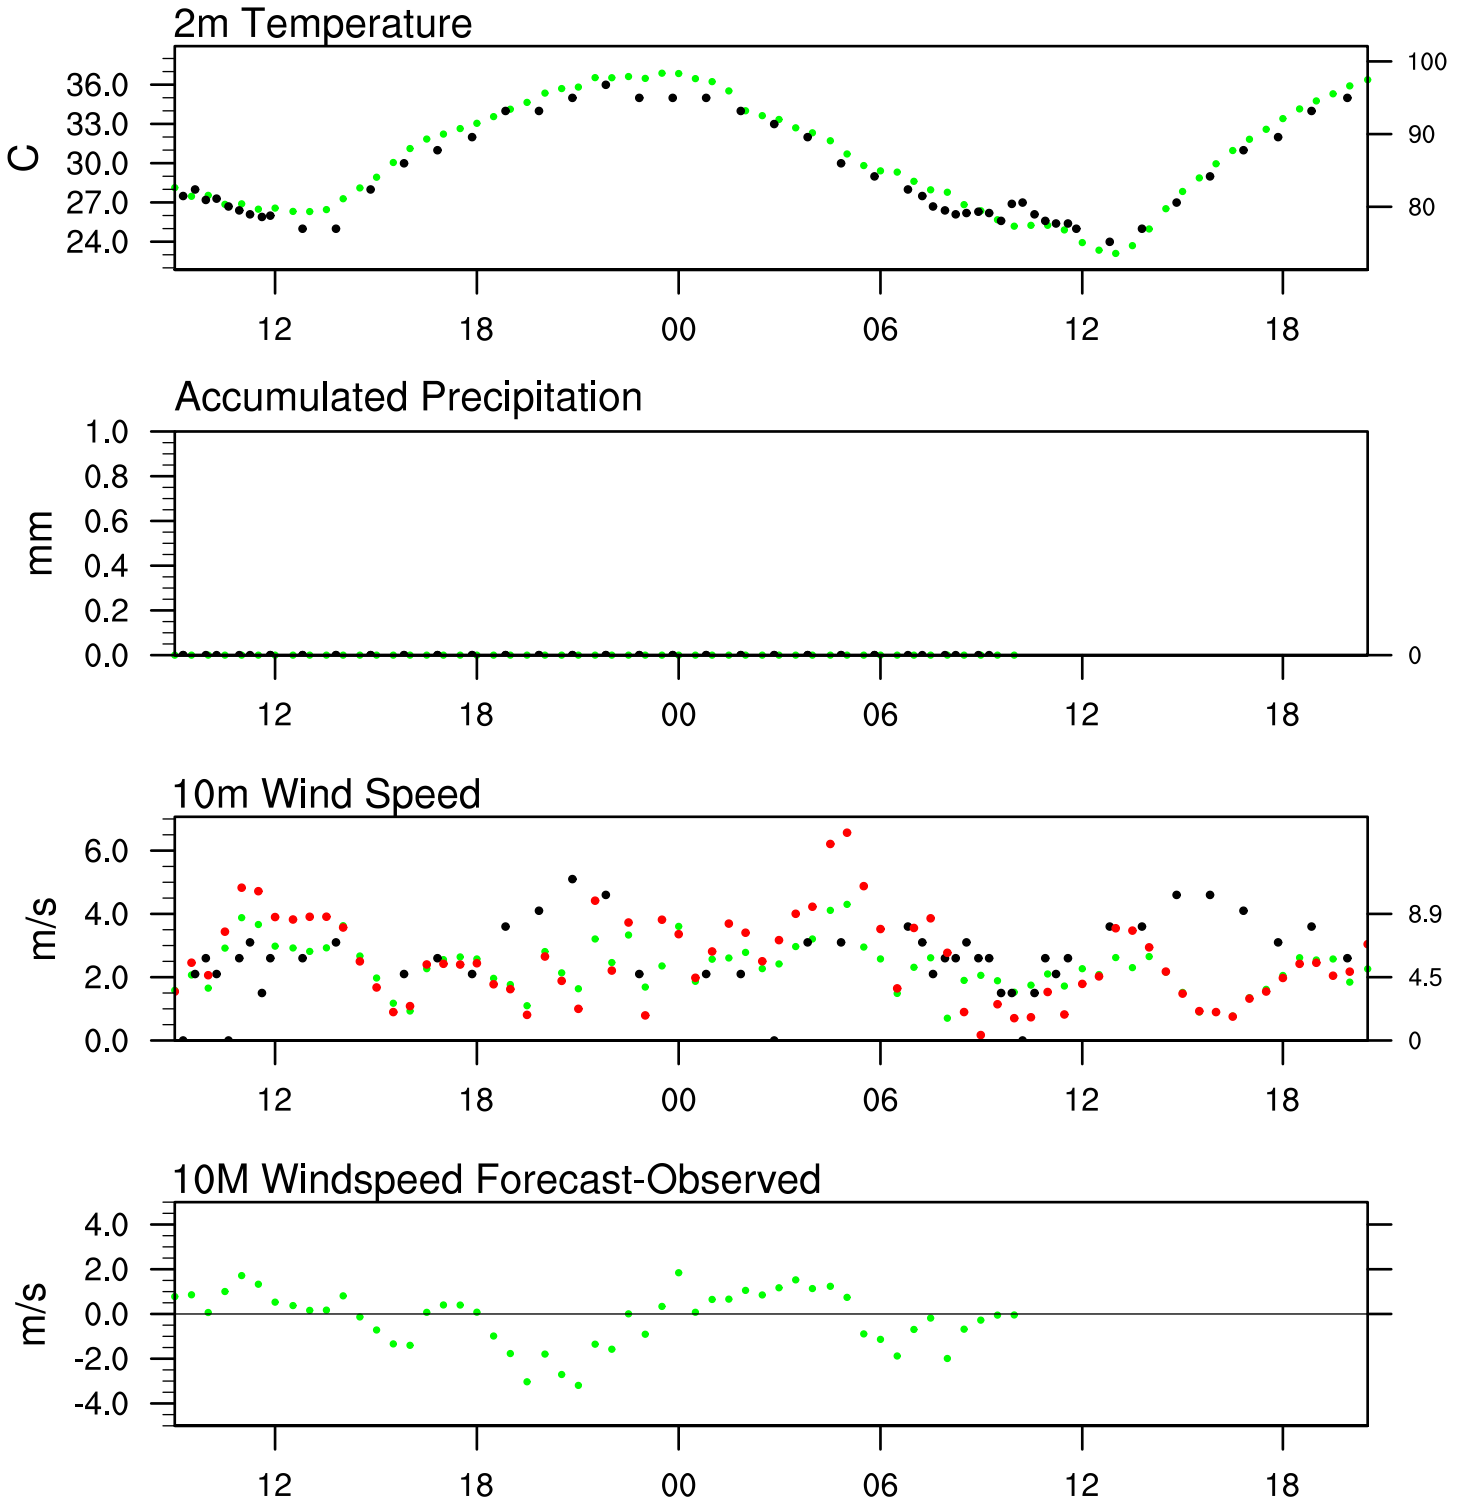 2m Temperature
36.0
33.0
30.0
27.0
24.0
C
100
90
80
12 18 00 06 12 18
Accumulated Precipitation
1.0
0.8
0.6
0.4
0.2
0.0
mm
0
12 18 00 06 12 18
10m Wind Speed
6.0
4.0
2.0
0.0
m/s
8.9
4.5
0
12 18 00 06 12 18
10M Windspeed Forecast-Observed
4.0
2.0
0.0
-2.0
-4.0
m/s
12 18 00 06 12 18